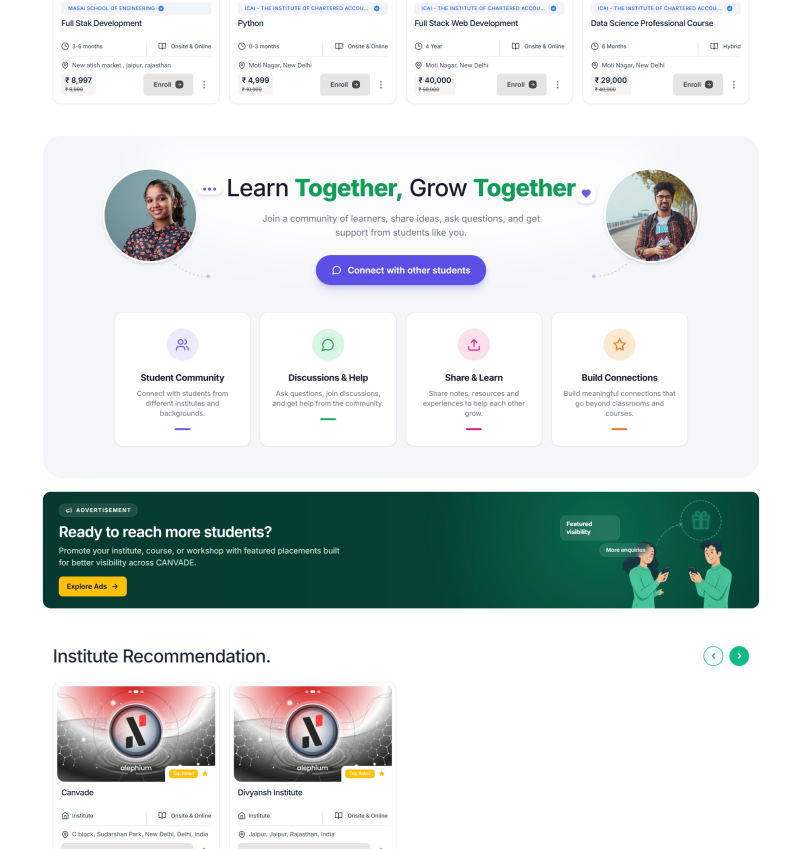 MASAI SCHOOL OF ENGINEERING
Full Stak Development
3-6 months
Onsite & Online
New atish market , jaipur, rajasthan
₹ 8,997
₹ 9,999
Enroll
ICAI - THE INSTITUTE OF CHARTERED ACCOU...
Python
0-3 months
Onsite & Online
Moti Nagar, New Delhi
₹ 4,999
₹ 10,000
Enroll
ICAI - THE INSTITUTE OF CHARTERED ACCOU...
Full Stack Web Development
4 Year
Onsite & Online
Moti Nagar, New Delhi
₹ 40,000
₹ 50,000
Enroll
ICAI - THE INSTITUTE OF CHARTERED ACCOU...
Data Science Professional Course
6 Months
Hybrid
Moti Nagar, New Delhi
₹ 29,000
₹ 40,000
Enroll
Learn Together, Grow Together
Join a community of learners, share ideas, ask questions, and get
support from students like you.
Connect with other students
Student Community
Connect with students from
different institutes and
backgrounds.
Discussions & Help
Ask questions, join discussions,
and get help from the community.
Share & Learn
Share notes, resources and
experiences to help each other
grow.
Build Connections
Build meaningful connections that
go beyond classrooms and
courses.
ADVERTISEMENT
Ready to reach more students?
Promote your institute, course, or workshop with featured placements built
for better visibility across CANVADE.
Explore Ads
Featured
visibility
More enquiries
Institute Recommendation.
alephium
Top Rated
Canvade
Institute
Onsite & Online
C block, Sudarshan Park, New Delhi, Delhi, India
alephium
Top Rated
Divyansh Institute
Institute
Onsite & Online
Jaipur, Jaipur, Rajasthan, India